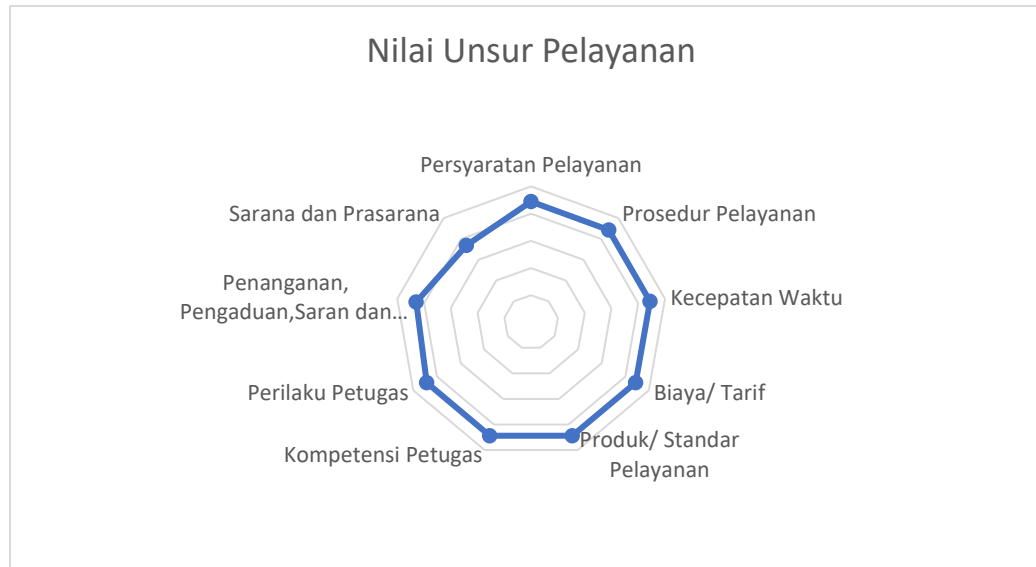 Nilai Unsur Pelayanan
Persyaratan Pelayanan
Prosedur Pelayanan
Kecepatan Waktu
Biaya/ Tarif
Produk/ Standar
Pelayanan
Kompetensi Petugas
Perilaku Petugas
Penanganan,
Pengaduan,Saran dan...
Sarana dan Prasarana